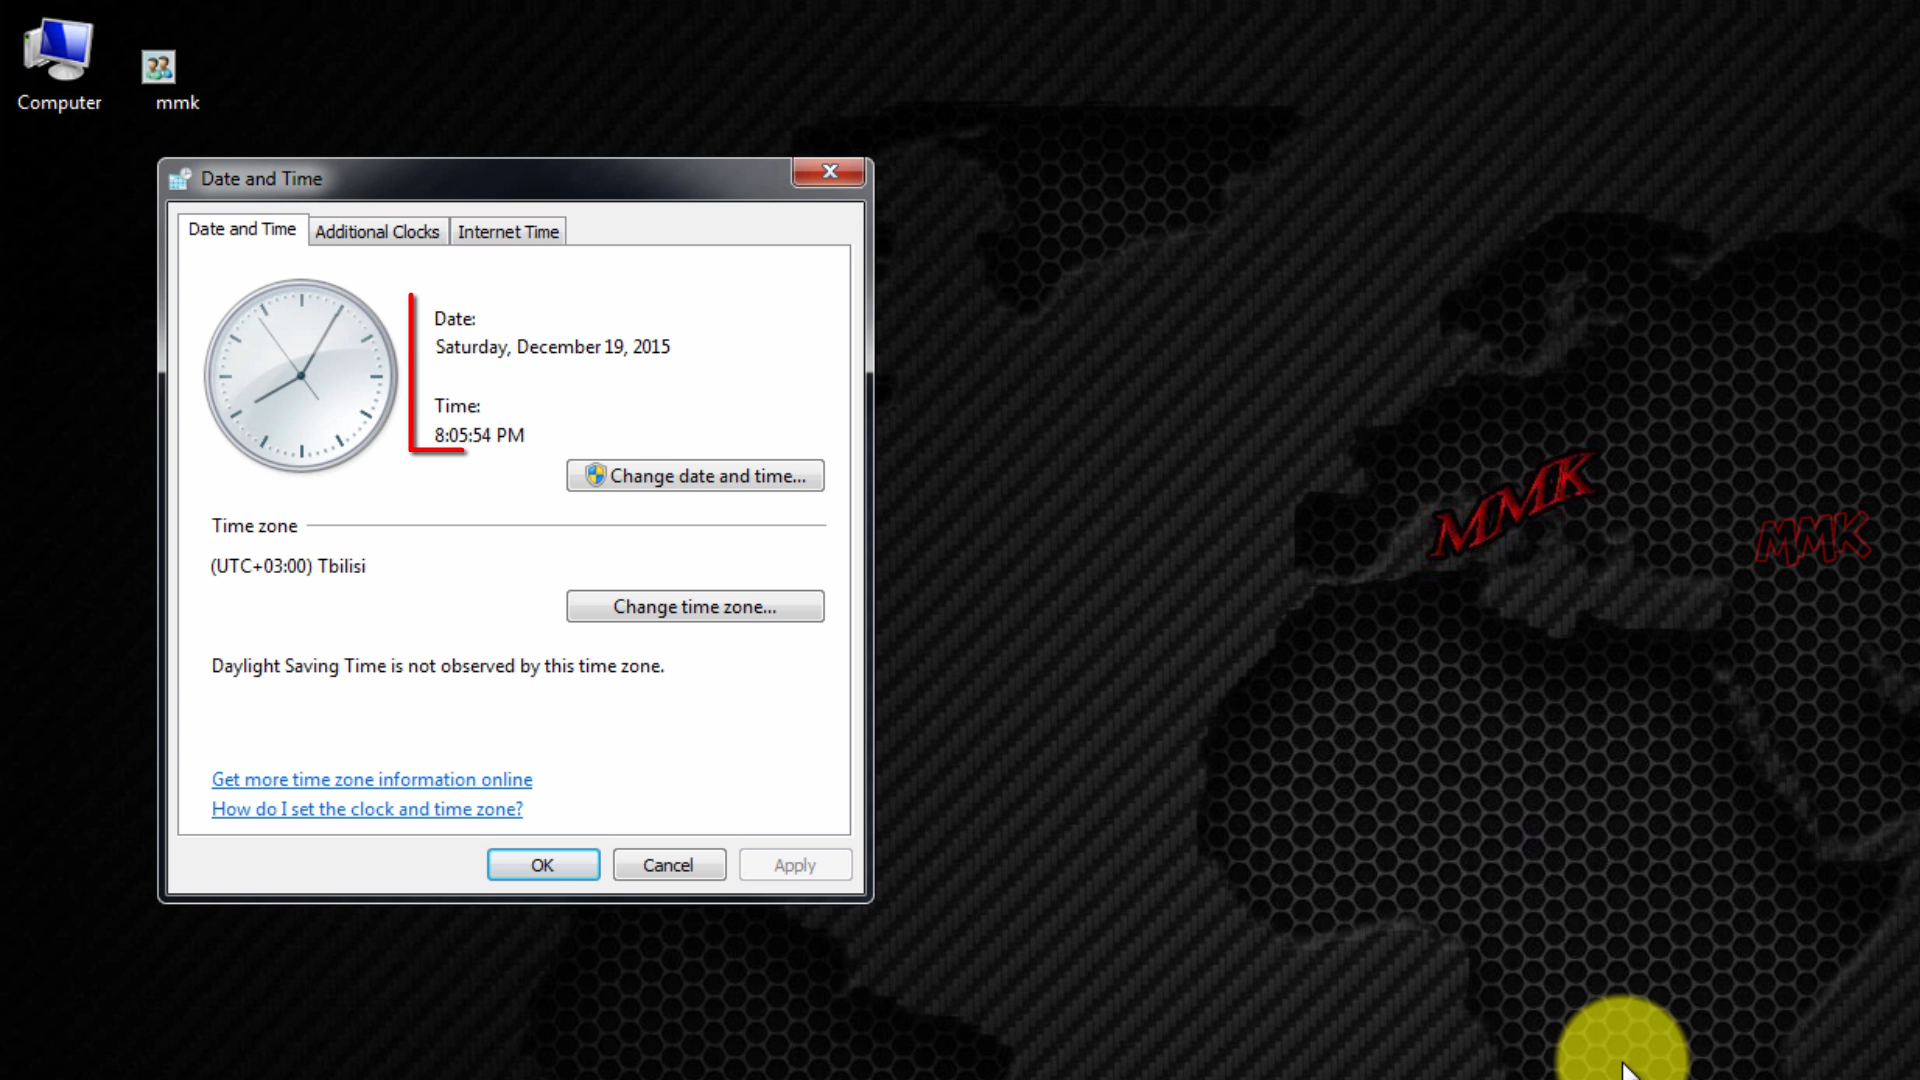 Computer
mmk
Date and Time
Date and Time
Additional Clocks
Internet Time
Date:
Saturday, December 19, 2015
Time:
8:05:54 PM
Change date and time...
Time zone
(UTC+03:00) Tbilisi
Change time zone...
Daylight Saving Time is not observed by this time zone.
Get more time zone information online
How do I set the clock and time zone?
OK
Cancel
Apply
MMK
MMK